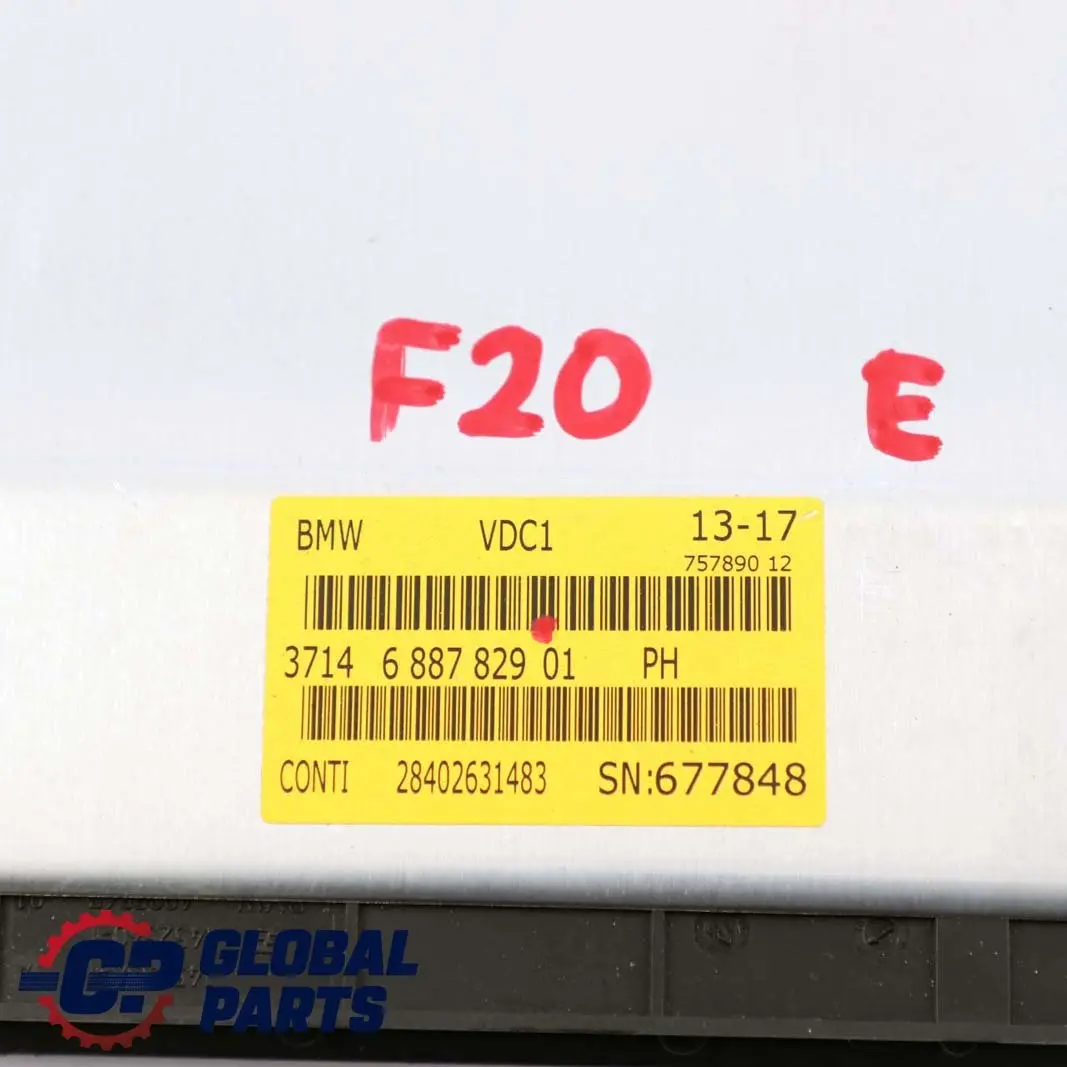 F20 E
BMW VDC1 13-17
757890 12
3714 6 887 829 01 PH
CONTI 28402631483 SN:677848
GLOBAL
CP PARTS